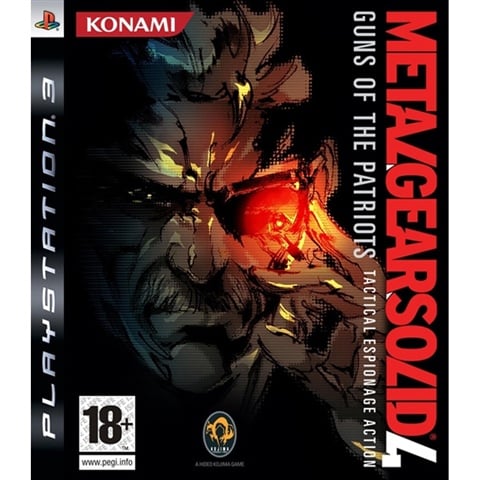 PLAYSTATION 3
KONAMI
METAL GEAR SOLID® 4
GUNS OF THE PATRIOTS
TACTICAL ESPIONAGE ACTION
18+
www.pegi.info
KOJIMA
A HIDEO KOJIMA GAME